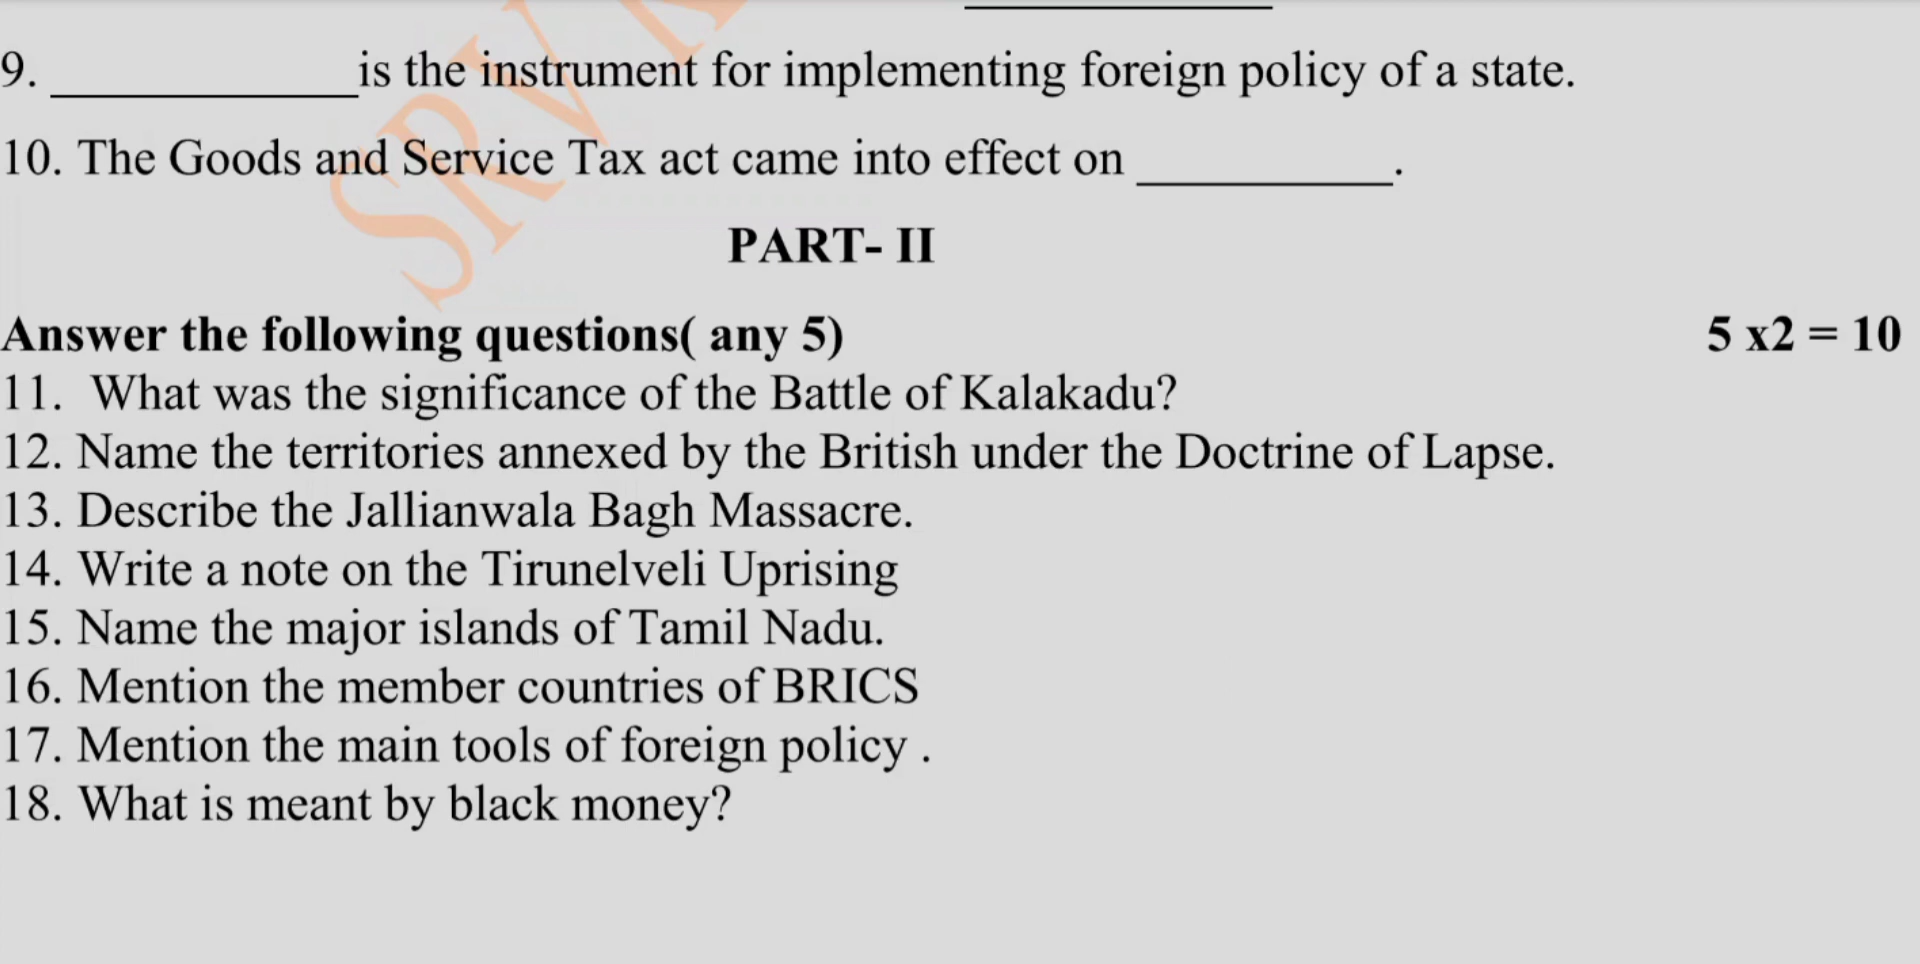 9. ____________is the instrument for implementing foreign policy of a state.
10. The Goods and Service Tax act came into effect on __________.
PART- II
Answer the following questions( any 5) 5 x2 = 10
11. What was the significance of the Battle of Kalakadu?
12. Name the territories annexed by the British under the Doctrine of Lapse.
13. Describe the Jallianwala Bagh Massacre.
14. Write a note on the Tirunelveli Uprising
15. Name the major islands of Tamil Nadu.
16. Mention the member countries of BRICS
17. Mention the main tools of foreign policy .
18. What is meant by black money?
SRV